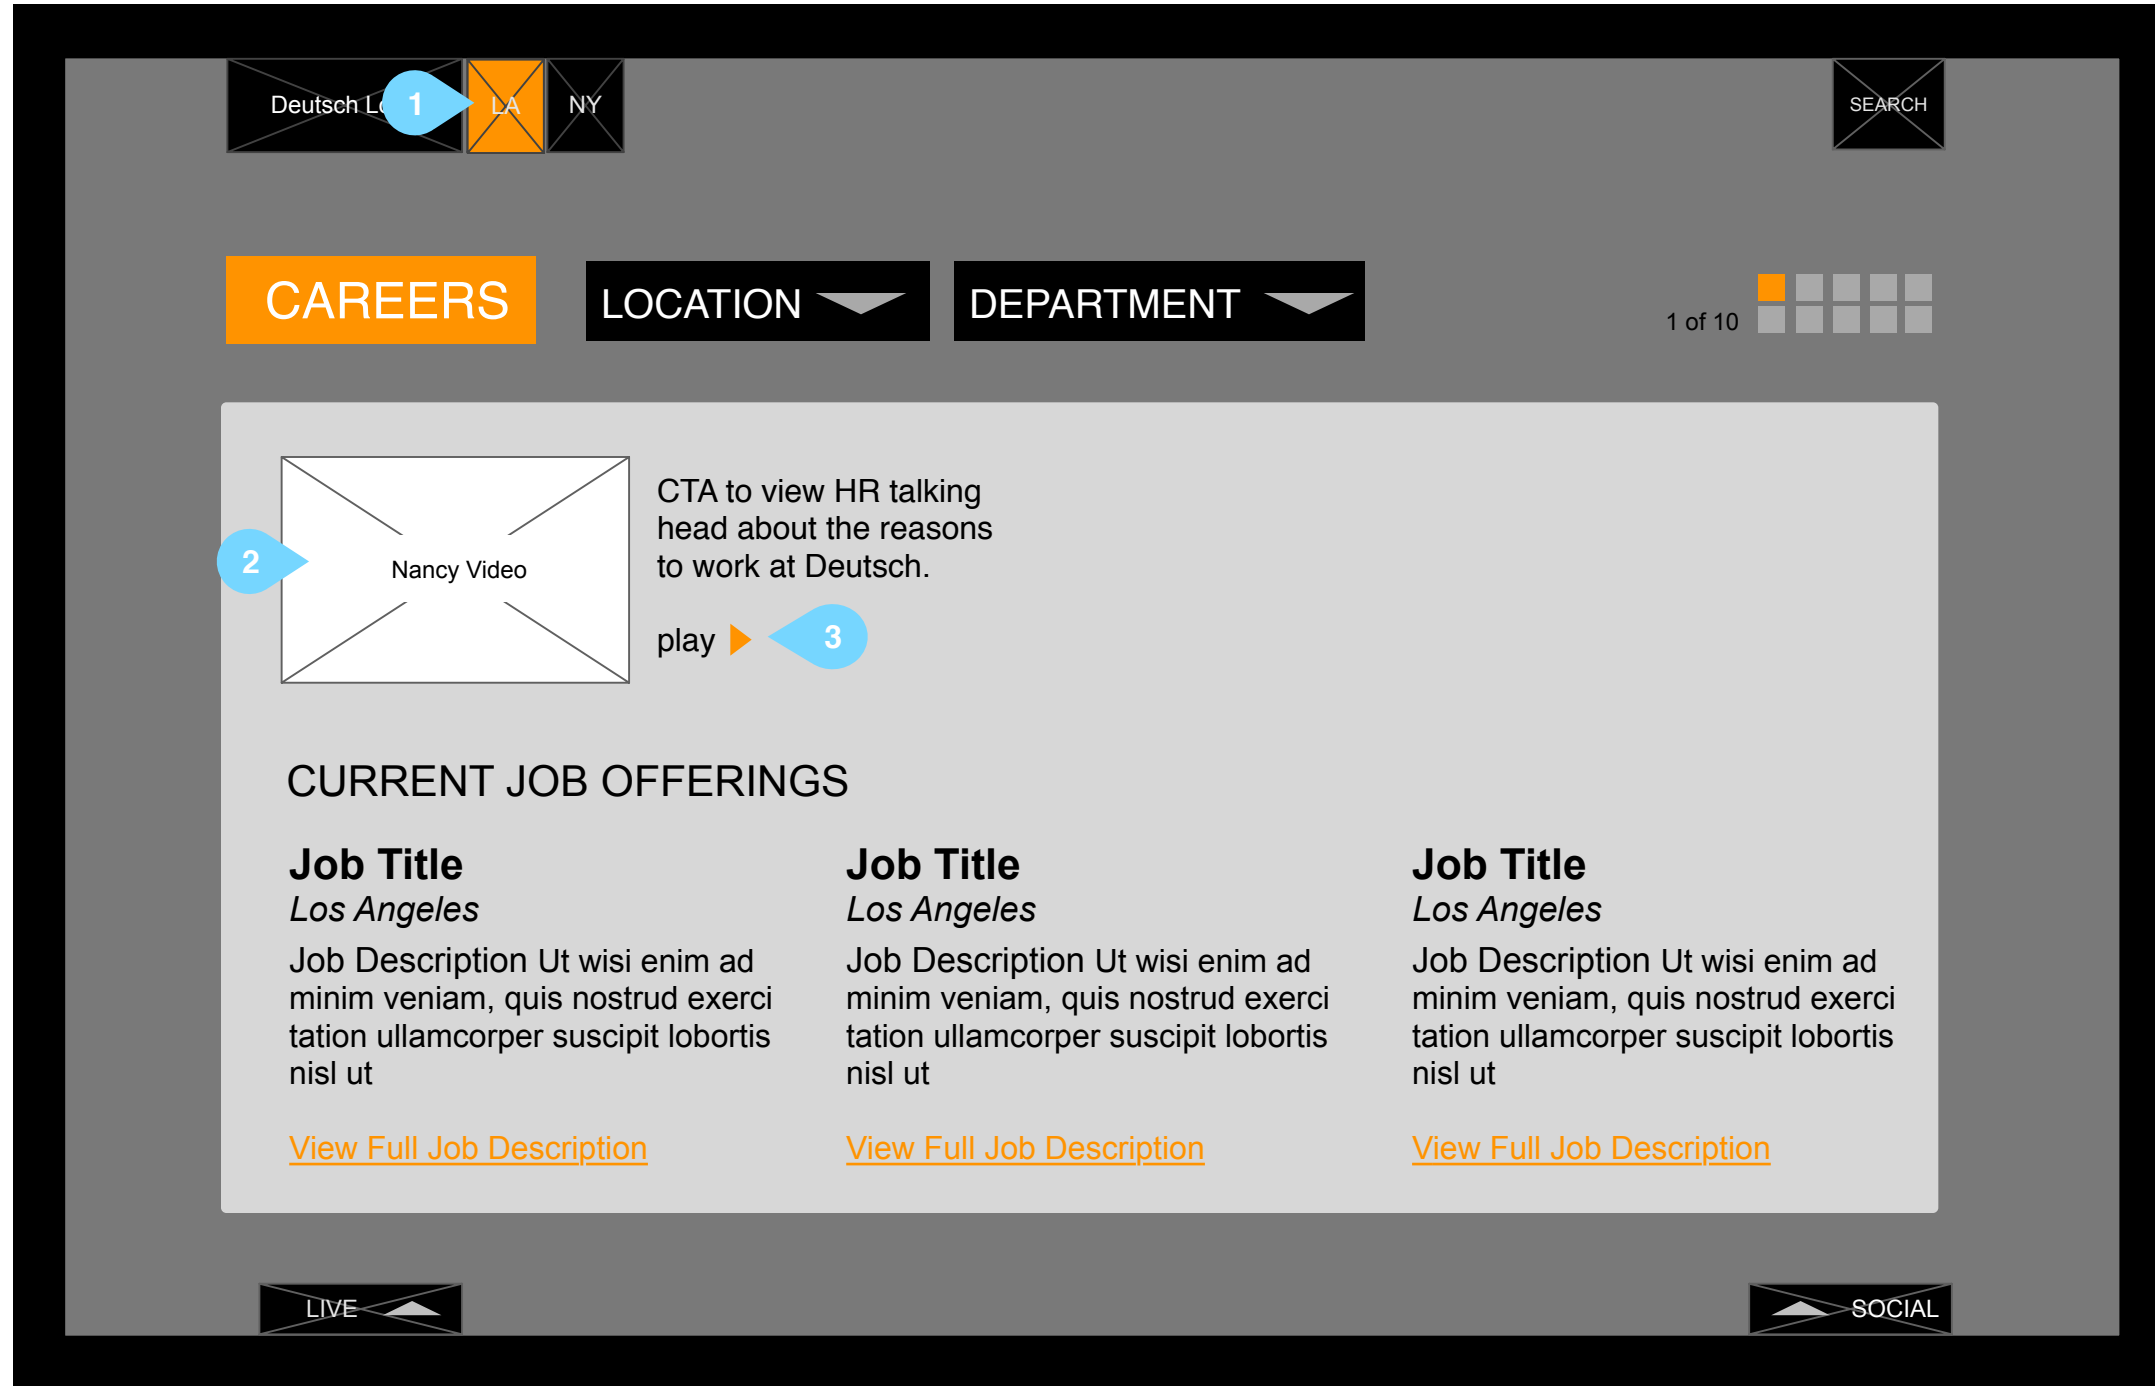 Deutsch
1
LA
NY
SEARCH
CAREERS
LOCATION
DEPARTMENT
1 of 10
CTA to view HR talking
head about the reasons
to work at Deutsch.
2
Nancy Video
play
3
CURRENT JOB OFFERINGS
Job Title
Los Angeles
Job Description Ut wisi enim ad
minim veniam, quis nostrud exerci
tation ullamcorper suscipit lobortis
nisl ut
View Full Job Description
Job Title
Los Angeles
Job Description Ut wisi enim ad
minim veniam, quis nostrud exerci
tation ullamcorper suscipit lobortis
nisl ut
View Full Job Description
Job Title
Los Angeles
Job Description Ut wisi enim ad
minim veniam, quis nostrud exerci
tation ullamcorper suscipit lobortis
nisl ut
View Full Job Description
LIVE
SOCIAL